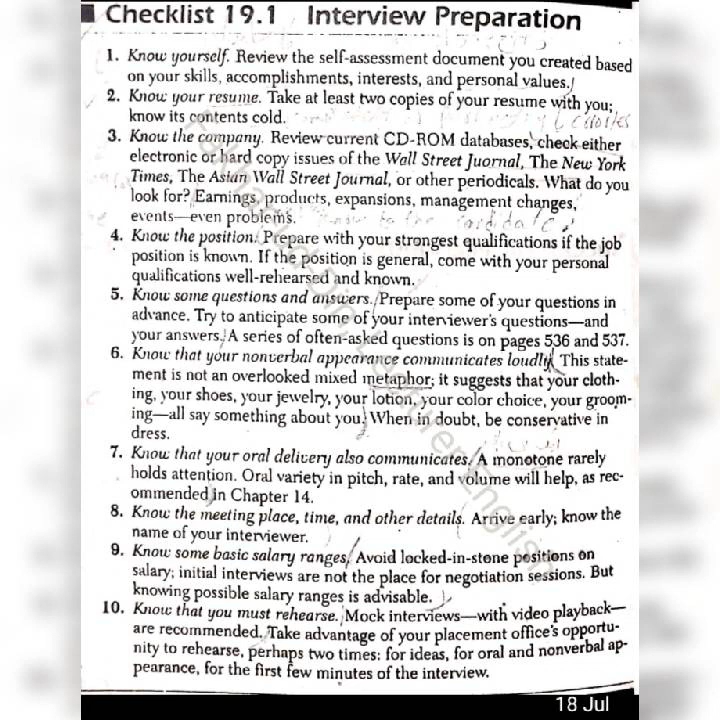 Checklist 19.1 Interview Preparation
1. Know yourself. Review the self-assessment document you created based
on your skills, accomplishments, interests, and personal values.
2. Know your resume. Take at least two copies of your resume with you;
know its contents cold.
3. Know the company. Review current CD-ROM databases, check either
electronic or hard copy issues of the Wall Street Juornal, The New York
Times, The Asian Wall Street Journal, or other periodicals. What do you
look for? Earnings, products, expansions, management changes,
events—even problems.
4. Know the position. Prepare with your strongest qualifications if the job
position is known. If the position is general, come with your personal
qualifications well-rehearsed and known.
5. Know some questions and answers. Prepare some of your questions in
advance. Try to anticipate some of your interviewer's questions—and
your answers. A series of often-asked questions is on pages 536 and 537.
6. Know that your nonverbal appearance communicates loudly. This state-
ment is not an overlooked mixed metaphor; it suggests that your cloth-
ing, your shoes, your jewelry, your lotion, your color choice, your groom-
ing—all say something about you. When in doubt, be conservative in
dress.
7. Know that your oral delivery also communicates. A monotone rarely
holds attention. Oral variety in pitch, rate, and volume will help, as rec-
ommended in Chapter 14.
8. Know the meeting place, time, and other details. Arrive early; know the
name of your interviewer.
9. Know some basic salary ranges. Avoid locked-in-stone positions on
salary; initial interviews are not the place for negotiation sessions. But
knowing possible salary ranges is advisable.
10. Know that you must rehearse. Mock interviews—with video playback—
are recommended. Take advantage of your placement office's opportu-
nity to rehearse, perhaps two times: for ideas, for oral and nonverbal ap-
pearance, for the first few minutes of the interview.
18 Jul